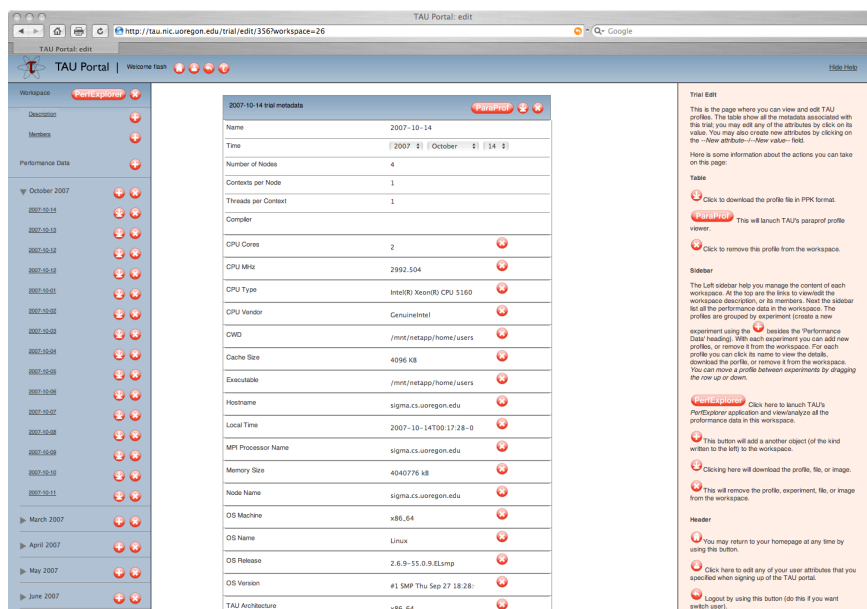 TAU Portal: edit
http://tau.nic.uoregon.edu/trial/edit/356?workspace=26
Google
TAU Portal: edit
TAU Portal | Welcome flash
Hide Help
Workspace PerfExplorer
Description
Members
Performance Data
October 2007
2007-10-14
2007-10-13
2007-10-12
2007-10-12
2007-10-01
2007-10-02
2007-10-03
2007-10-04
2007-10-05
2007-10-06
2007-10-07
2007-10-08
2007-10-09
2007-10-10
2007-10-11
March 2007
April 2007
May 2007
June 2007
2007-10-14 trial metadata ParaProf
Name 2007-10-14
Time 2007 October 14
Number of Nodes 4
Contexts per Node 1
Threads per Context 1
Compiler
CPU Cores 2
CPU MHz 2992.504
CPU Type Intel(R) Xeon(R) CPU 5160
CPU Vendor GenuineIntel
CWD /mnt/netapp/home/users
Cache Size 4096 KB
Executable /mnt/netapp/home/users
Hostname sigma.cs.uoregon.edu
Local Time 2007-10-14T00:17:28-0
MPI Processor Name sigma.cs.uoregon.edu
Memory Size 4040776 kB
Node Name sigma.cs.uoregon.edu
OS Machine x86_64
OS Name Linux
OS Release 2.6.9-55.0.9.ELsmp
OS Version #1 SMP Thu Sep 27 18:28:
TAU Architecture x86_64
Trial Edit
This is the page where you can view and edit TAU
profiles. The table show all the metadata associated with
this trial; you may edit any of the attributes by click on its
value. You may also create new attributes by clicking on
the --New attribute--/--New value-- field.
Here is some information about the actions you can take
on this page:
Table
Click to download the profile file in PPK format.
ParaProf This will lanuch TAU's paraprof profile
viewer.
Click to remove this profile from the workspace.
Sidebar
The Left sidebar help you manage the content of each
workspace. At the top are the links to view/edit the
workspace description, or its members. Next the sidebar
list all the performance data in the workspace. The
profiles are grouped by experiment (create a new
experiment using the besides the 'Performance
Data' heading). With each experiment you can add new
profiles, or remove it from the workspace. For each
profile you can click its name to view the details,
download the porfile, or remove it from the workspace.
You can move a profile between experiments by dragging
the row up or down.
PerfExplorer Click here to lanuch TAU's
PerfExplorer application and view/analyze all the
proformance data in this workspace.
This button will add a another object (of the kind
written to the left) to the workspace.
Clicking here will download the profile, file, or image.
This will remove the profile, experiment, file, or image
from the workspace.
Header
You may return to your homepage at any time by
using this button.
Click here to edit any of your user attributes that you
specified when signing up of the TAU portal.
Logout by using this button (do this if you want
switch user).